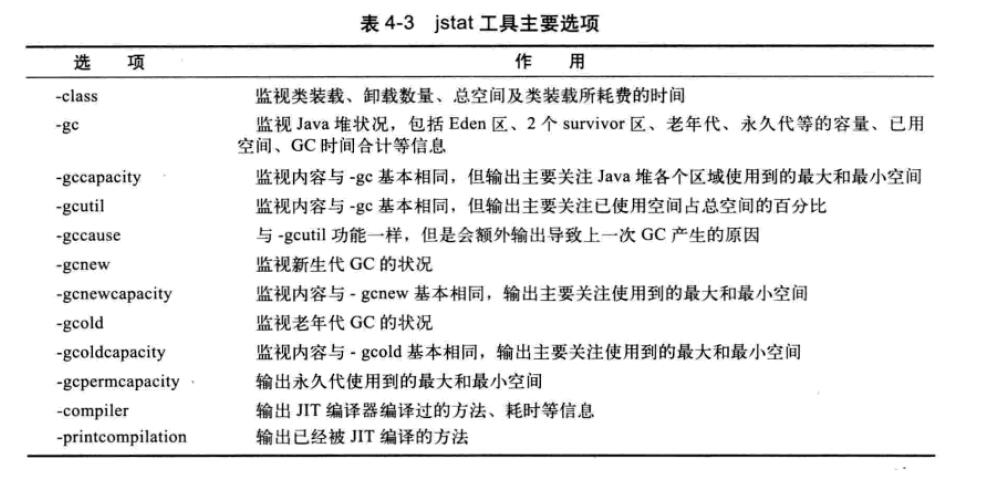 表 4-3 jstat 工具主要选项
选 项 作 用
-class 监视类装载、卸载数量、总空间及类装载所耗费的时间
-gc 监视 Java 堆状况，包括 Eden 区、2 个 survivor 区、老年代、永久代等的容量、已用
空间、GC 时间合计等信息
-gccapacity 监视内容与 -gc 基本相同，但输出主要关注 Java 堆各个区域使用到的最大和最小空间
-gcutil 监视内容与 -gc 基本相同，但输出主要关注已使用空间占总空间的百分比
-gccause 与 -gcutil 功能一样，但是会额外输出导致上一次 GC 产生的原因
-gcnew 监视新生代 GC 的状况
-gcnewcapacity 监视内容与 - gcnew 基本相同，输出主要关注使用到的最大和最小空间
-gcold 监视老年代 GC 的状况
-gcoldcapacity 监视内容与 - gcold 基本相同，输出主要关注使用到的最大和最小空间
-gcpermcapacity 输出永久代使用到的最大和最小空间
-compiler 输出 JIT 编译器编译过的方法、耗时等信息
-printcompilation 输出已经被 JIT 编译的方法